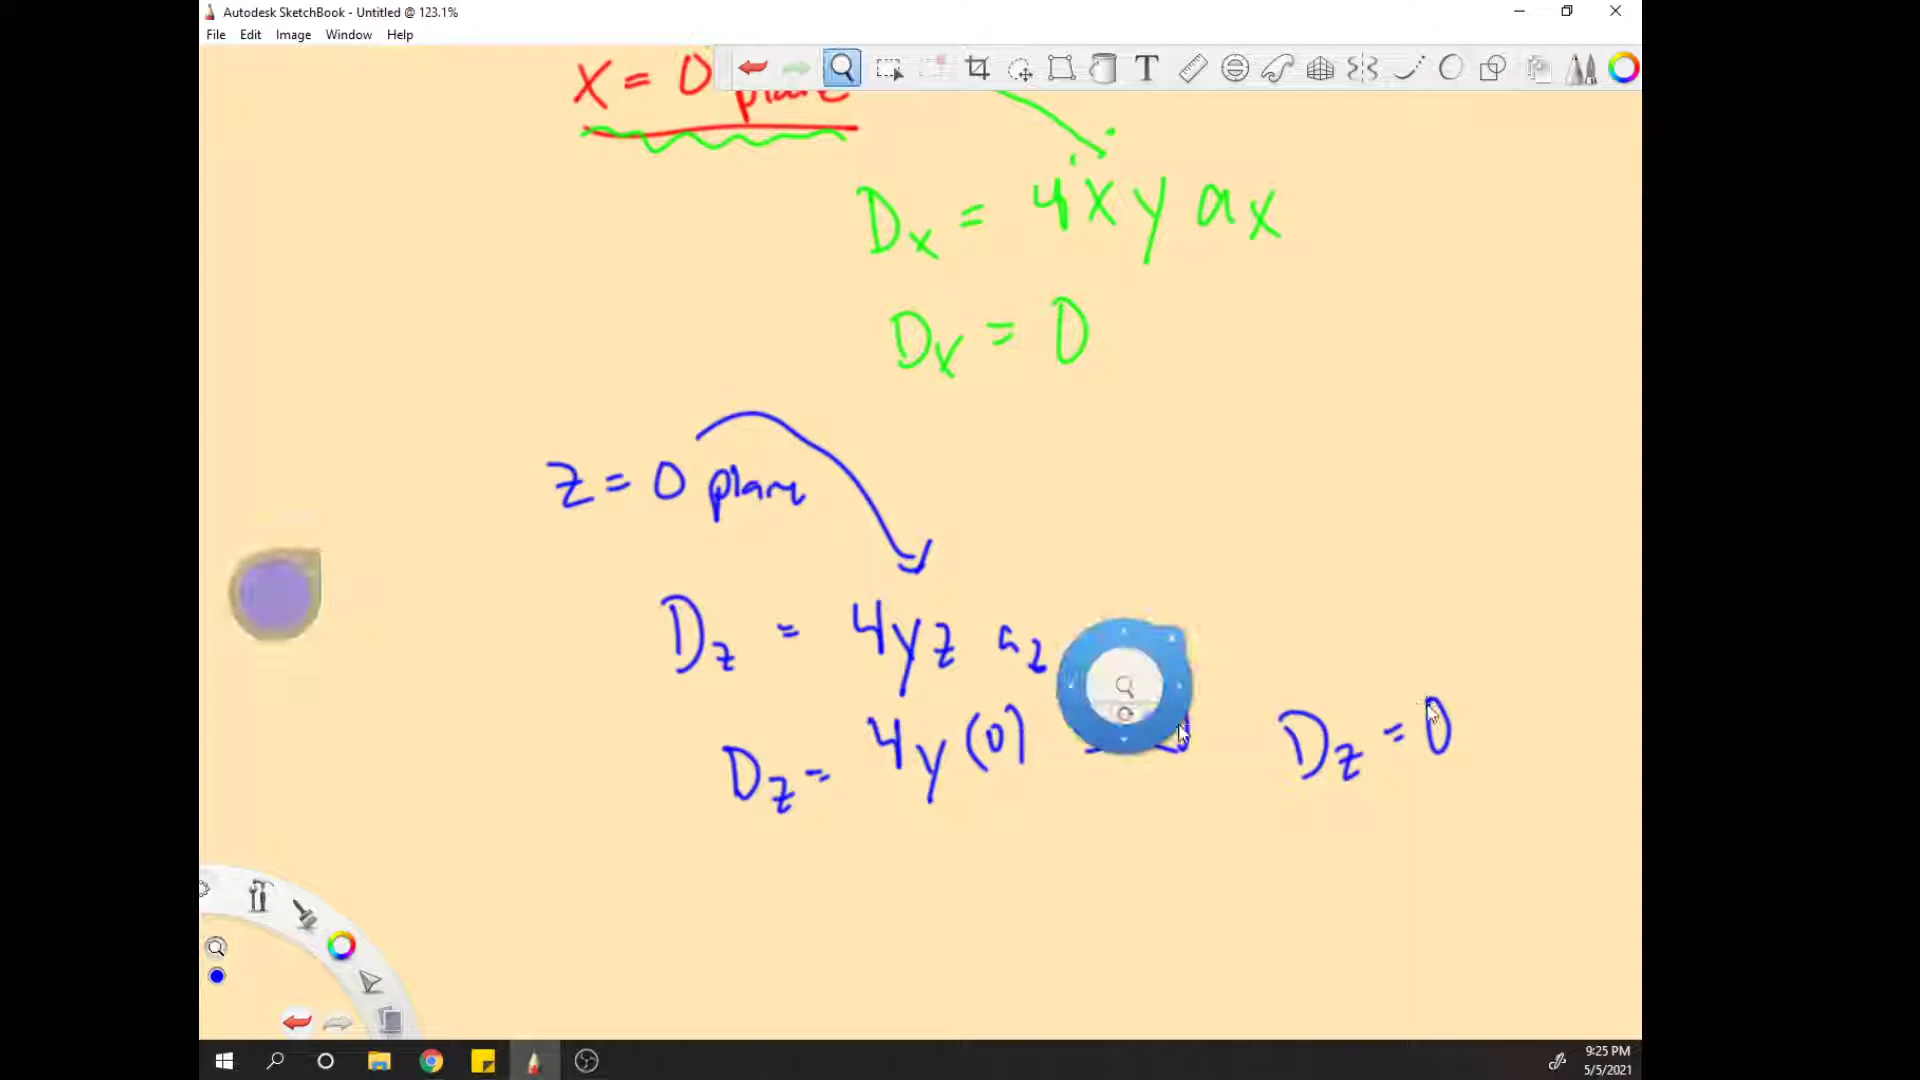 Autodesk SketchBook - Untitled @ 123.1%
File Edit Image Window Help
T
x = 0 plane
Dx = 4xy ax
Dx = 0
z = 0 plane
Dz = 4yz az
Dz = 4y(0)
Dz = 0
9:25 PM
5/5/2021